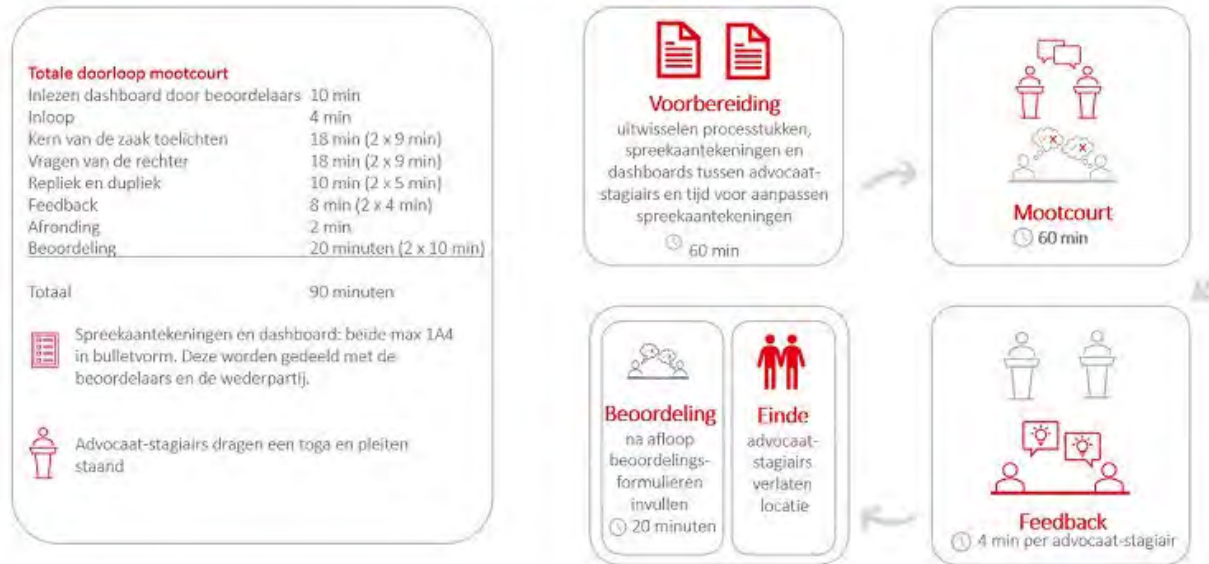 Totale doorloop mootcourt
Inlezen dashboard door beoordelaars 10 min
Inloop 4 min
Kern van de zaak toelichten 18 min (2 x 9 min)
Vragen van de rechter 18 min (2 x 9 min)
Repliek en dupliek 10 min (2 x 5 min)
Feedback 8 min (2 x 4 min)
Afronding 2 min
Beoordeling 20 minuten (2 x 10 min)
Totaal 90 minuten
Spreekaantekeningen en dashboard: beide max 1A4
in bulletvorm. Deze worden gedeeld met de
beoordelaars en de wederpartij.
Advocaat-stagiairs dragen een toga en pleiten
staand
Voorbereiding
uitwisselen processtukken,
spreekaantekeningen en
dashboards tussen advocaat-
stagiairs en tijd voor aanpassen
spreekaantekeningen
60 min
Mootcourt
60 min
Feedback
4 min per advocaat-stagiair
Beoordeling
na afloop
beoordelings-
formulieren
invullen
20 minuten
Einde
advocaat-
stagiairs
verlaten
locatie